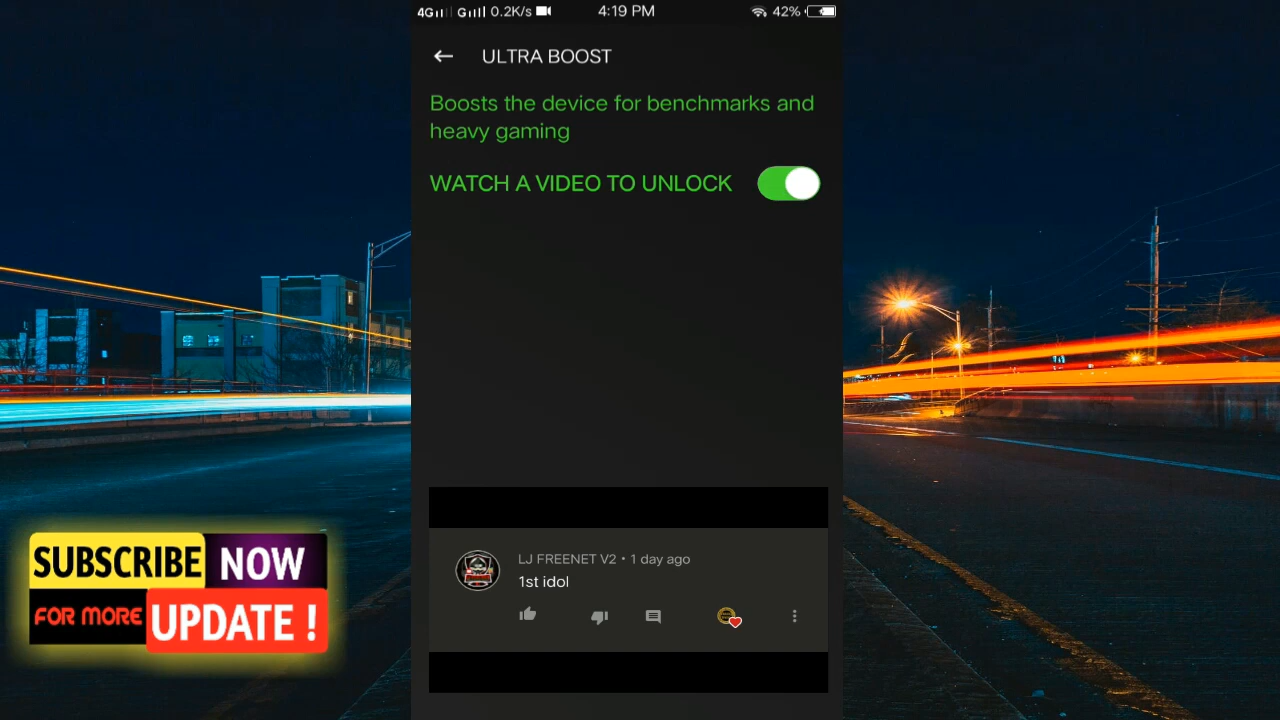 4G G 0.2K/s 4:19 PM 42%
ULTRA BOOST
Boosts the device for benchmarks and
heavy gaming
WATCH A VIDEO TO UNLOCK
LJ FREENET V2 • 1 day ago
1st idol
SUBSCRIBE NOW
FOR MORE UPDATE !